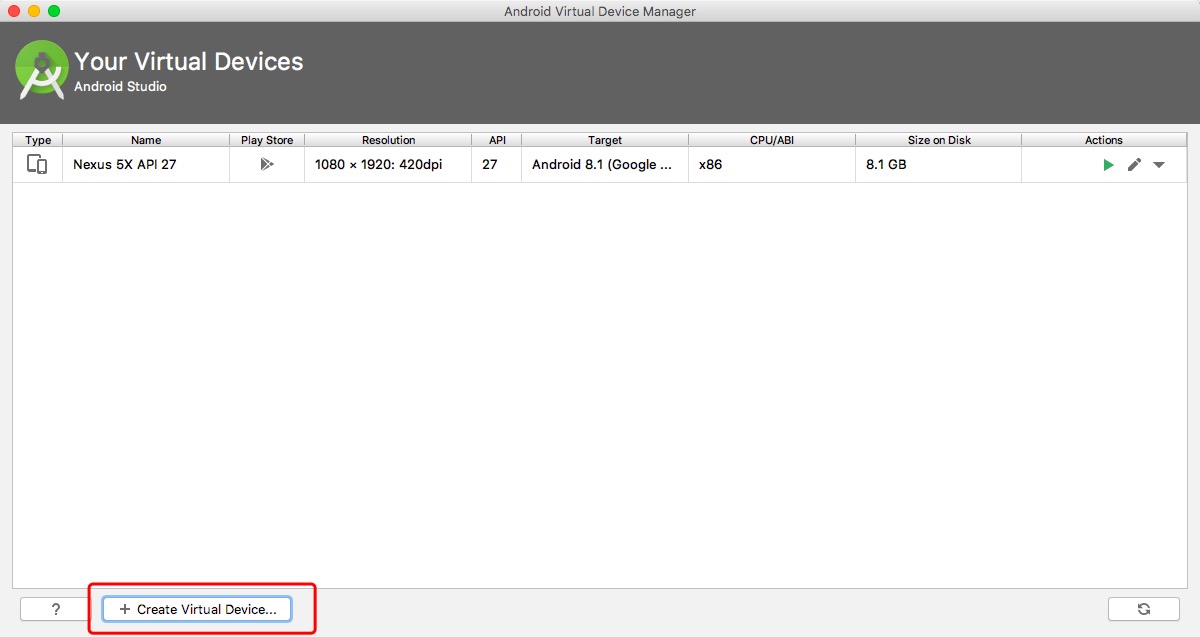 Android Virtual Device Manager
Your Virtual Devices
Android Studio
Type Name Play Store Resolution API Target CPU/ABI Size on Disk Actions
Nexus 5X API 27 1080 × 1920: 420dpi 27 Android 8.1 (Google ... x86 8.1 GB
? + Create Virtual Device...